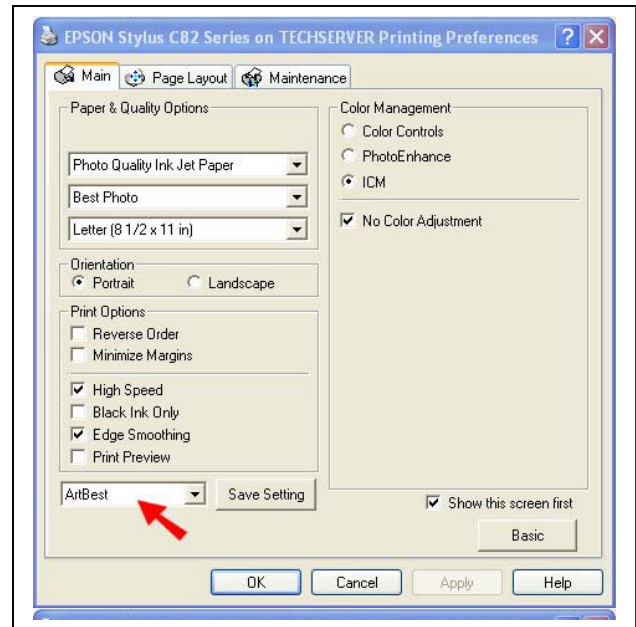 EPSON Stylus C82 Series on TECHSERVER Printing Preferences
Main Page Layout Maintenance
Paper & Quality Options
Photo Quality Ink Jet Paper
Best Photo
Letter (8 1/2 x 11 in)
Orientation
Portrait Landscape
Print Options
Reverse Order
Minimize Margins
High Speed
Black Ink Only
Edge Smoothing
Print Preview
ArtBest Save Setting
Color Management
Color Controls
PhotoEnhance
ICM
No Color Adjustment
Show this screen first
Basic
OK Cancel Apply Help